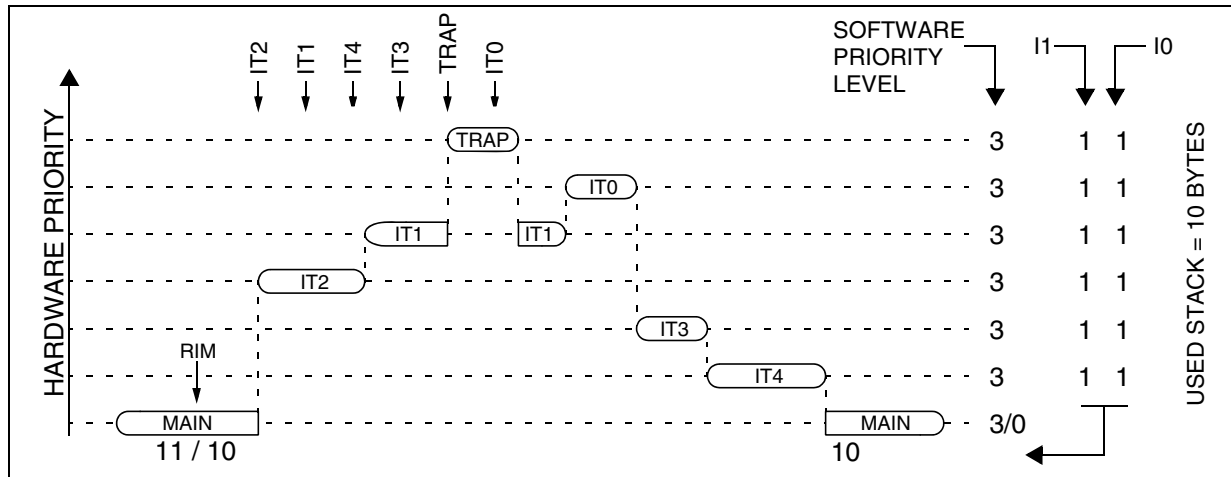 IT2
IT1
IT4
IT3
TRAP
IT0
SOFTWARE
PRIORITY
LEVEL
I1
I0
HARDWARE PRIORITY
TRAP
3
1 1
IT0
3
1 1
IT1
IT1
3
1 1
IT2
3
1 1
IT3
3
1 1
RIM
IT4
3
1 1
MAIN
MAIN
3/0
11 / 10
10
USED STACK = 10 BYTES